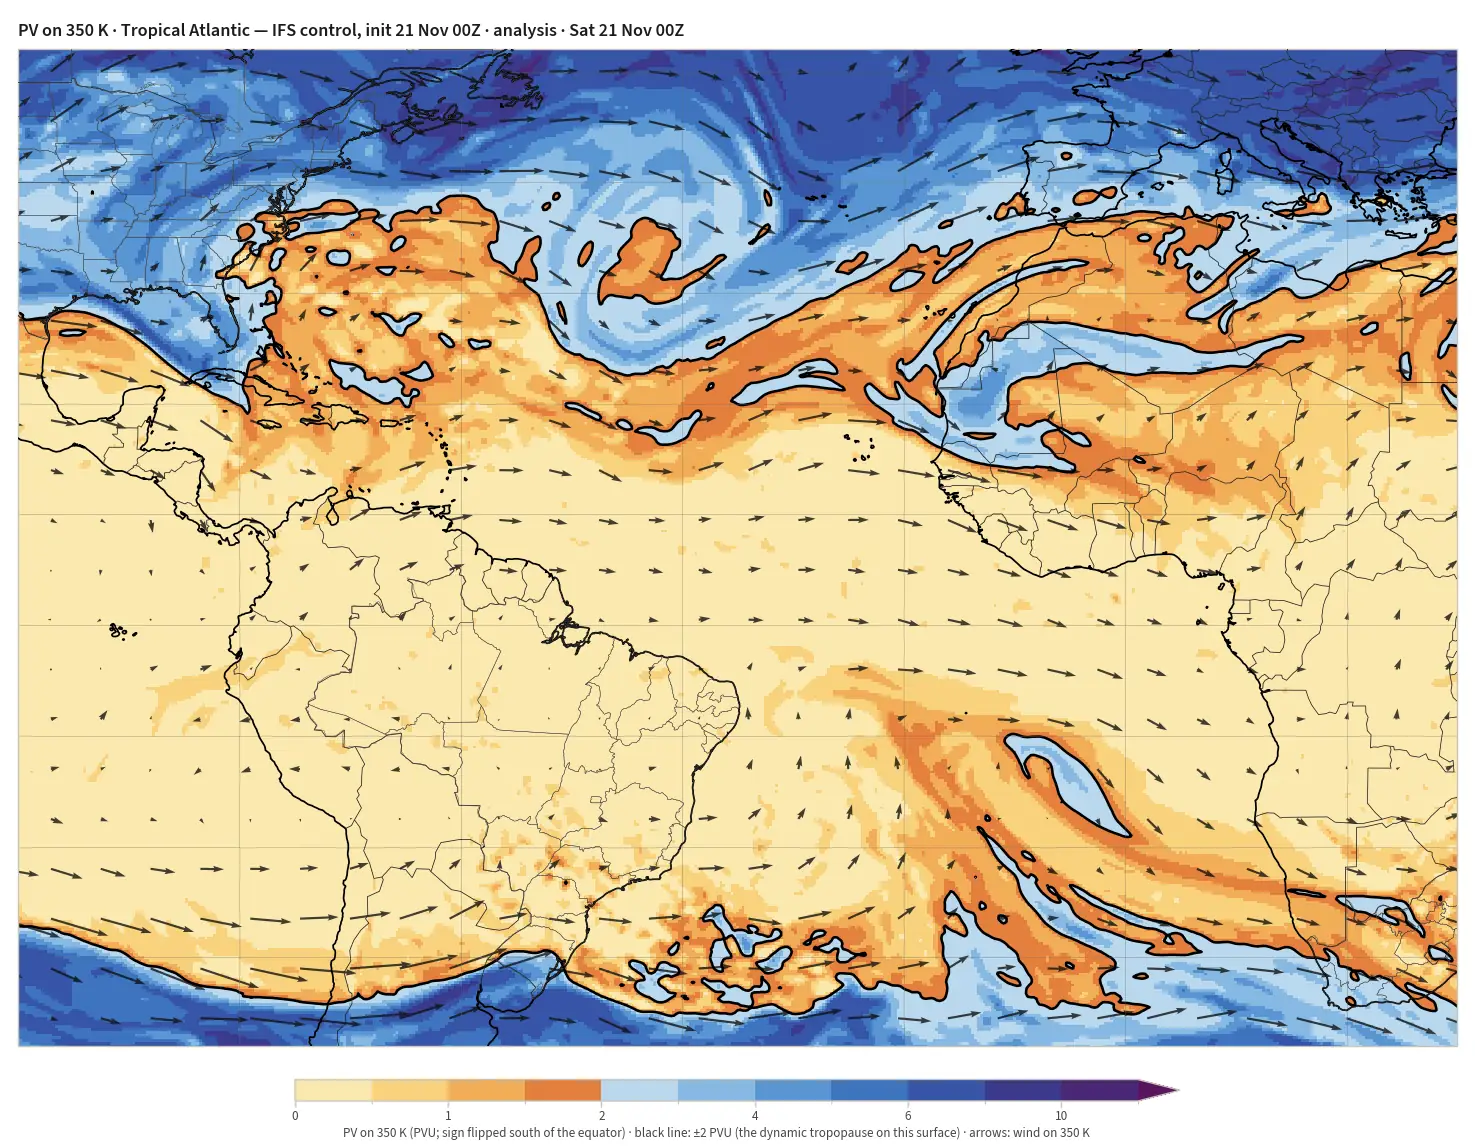 PV on 350 K · Tropical Atlantic — IFS control, init 21 Nov 00Z · analysis · Sat 21 Nov 00Z
0 1 2 4 6 10
PV on 350 K (PVU; sign flipped south of the equator) · black line: ±2 PVU (the dynamic tropopause on this surface) · arrows: wind on 350 K